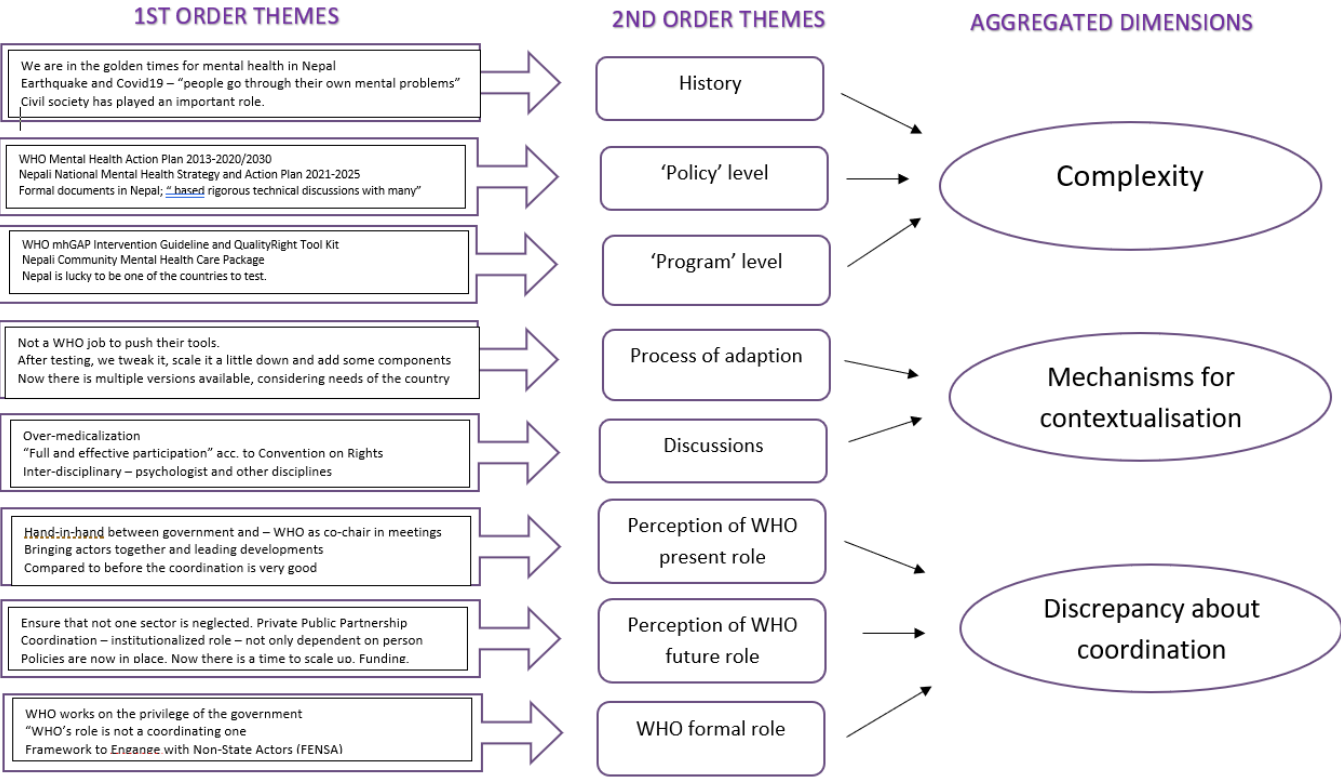 1ST ORDER THEMES
2ND ORDER THEMES
AGGREGATED DIMENSIONS
We are in the golden times for mental health in Nepal
Earthquake and Covid19 – “people go through their own mental problems”
Civil society has played an important role.
History
WHO Mental Health Action Plan 2013-2020/2030
Nepali National Mental Health Strategy and Action Plan 2021-2025
Formal documents in Nepal; “ based rigorous technical discussions with many”
‘Policy’ level
WHO mhGAP Intervention Guideline and QualityRight Tool Kit
Nepali Community Mental Health Care Package
Nepal is lucky to be one of the countries to test.
‘Program’ level
Complexity
Not a WHO job to push their tools.
After testing, we tweak it, scale it a little down and add some components
Now there is multiple versions available, considering needs of the country
Process of adaption
Over-medicalization
“Full and effective participation” acc. to Convention on Rights
Inter-disciplinary – psychologist and other disciplines
Discussions
Mechanisms for
contextualisation
Hand-in-hand between government and – WHO as co-chair in meetings
Bringing actors together and leading developments
Compared to before the coordination is very good
Perception of WHO
present role
Ensure that not one sector is neglected. Private Public Partnership
Coordination – institutionalized role – not only dependent on person
Policies are now in place. Now there is a time to scale up. Funding.
Perception of WHO
future role
WHO works on the privilege of the government
“WHO’s role is not a coordinating one
Framework to Engage with Non-State Actors (FENSA)
WHO formal role
Discrepancy about
coordination